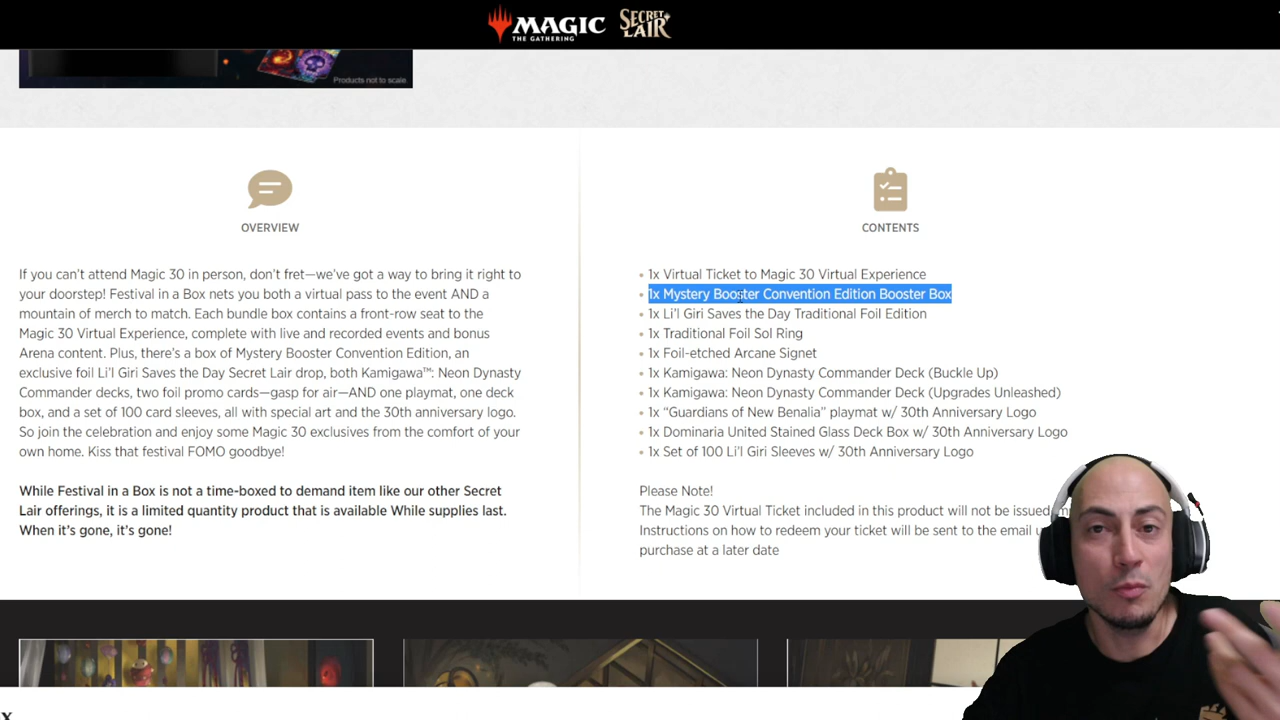 MAGIC
THE GATHERING
SECRET
LAIR
Products not to scale
OVERVIEW
If you can't attend Magic 30 in person, don't fret—we've got a way to bring it right to
your doorstep! Festival in a Box nets you both a virtual pass to the event AND a
mountain of merch to match. Each bundle box contains a front-row seat to the
Magic 30 Virtual Experience, complete with live and recorded events and bonus
Arena content. Plus, there's a box of Mystery Booster Convention Edition, an
exclusive foil Li'l Giri Saves the Day Secret Lair drop, both Kamigawa™: Neon Dynasty
Commander decks, two foil promo cards—gasp for air—AND one playmat, one deck
box, and a set of 100 card sleeves, all with special art and the 30th anniversary logo.
So join the celebration and enjoy some Magic 30 exclusives from the comfort of your
own home. Kiss that festival FOMO goodbye!
While Festival in a Box is not a time-boxed to demand item like our other Secret
Lair offerings, it is a limited quantity product that is available While supplies last.
When it's gone, it's gone!
CONTENTS
• 1x Virtual Ticket to Magic 30 Virtual Experience
• 1x Mystery Booster Convention Edition Booster Box
• 1x Li'l Giri Saves the Day Traditional Foil Edition
• 1x Traditional Foil Sol Ring
• 1x Foil-etched Arcane Signet
• 1x Kamigawa: Neon Dynasty Commander Deck (Buckle Up)
• 1x Kamigawa: Neon Dynasty Commander Deck (Upgrades Unleashed)
• 1x "Guardians of New Benalia" playmat w/ 30th Anniversary Logo
• 1x Dominaria United Stained Glass Deck Box w/ 30th Anniversary Logo
• 1x Set of 100 Li'l Giri Sleeves w/ 30th Anniversary Logo
Please Note!
The Magic 30 Virtual Ticket included in this product will not be issued
Instructions on how to redeem your ticket will be sent to the email
purchase at a later date